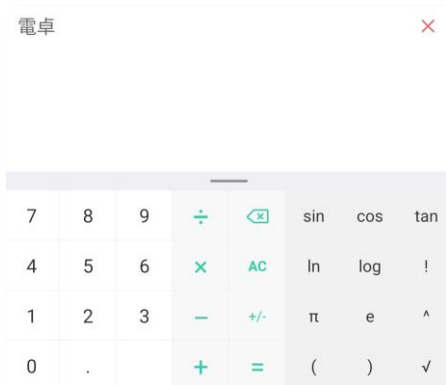 電卓 ×
7 8 9 ÷ sin cos tan
4 5 6 × AC ln log !
1 2 3 − +/- π e ^
0 . + = ( ) √